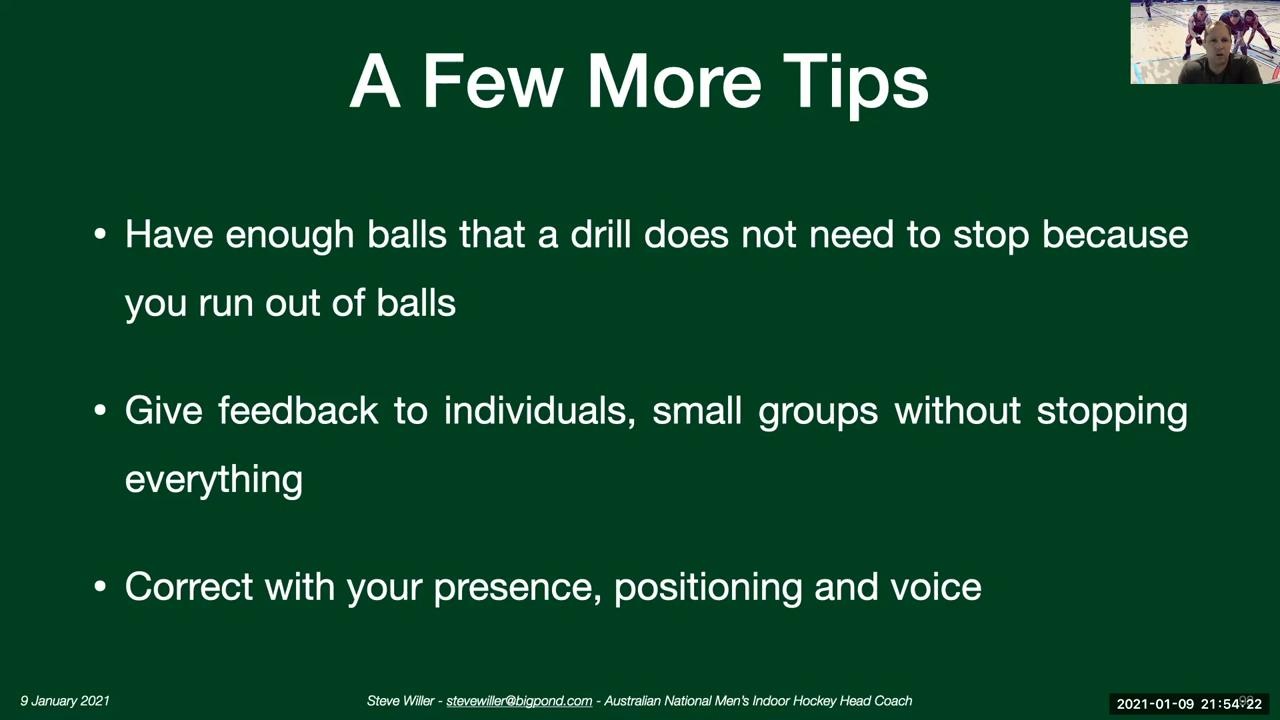 A Few More Tips
• Have enough balls that a drill does not need to stop because
you run out of balls
• Give feedback to individuals, small groups without stopping
everything
• Correct with your presence, positioning and voice
9 January 2021
Steve Willer - stevewiller@bigpond.com - Australian National Men's Indoor Hockey Head Coach
2021-01-09 21:54:22